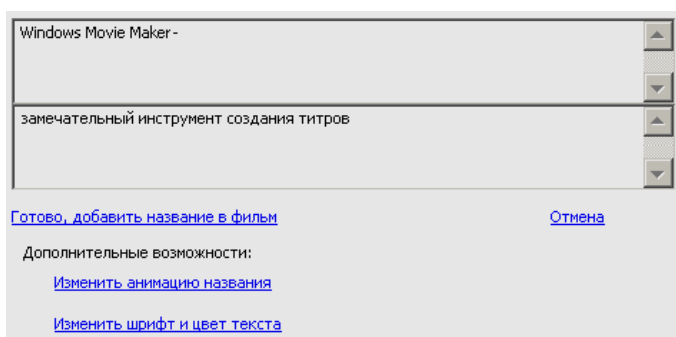 Windows Movie Maker-
замечательный инструмент создания титров
Готово, добавить название в фильм Отмена
Дополнительные возможности:
Изменить анимацию названия
Изменить шрифт и цвет текста